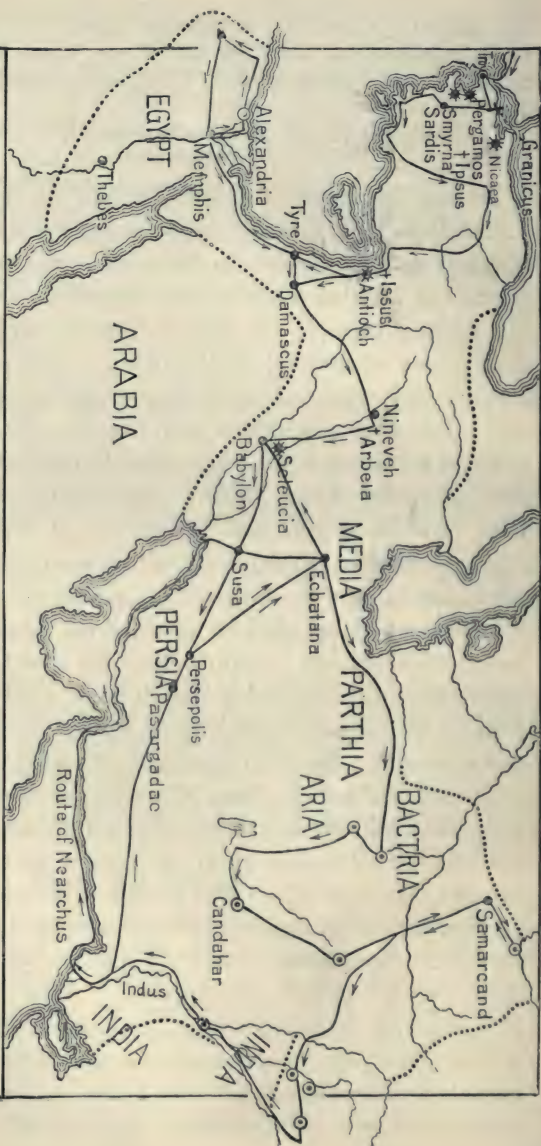 Granicus
Nicaea
Pergamos
Ipsus
Smyrna
Sardis
Issus
Antioch
Tyre
Damascus
Alexandria
Memphis
EGYPT
Thebes
ARABIA
Nineveh
Arbela
Seleucia
Babylon
MEDIA
Ecbatana
Susa
PERSIA
Persepolis
Pasargadae
PARTHIA
BACTRIA
ARIA
Samarcand
Candahar
Route of Nearchus
Indus
INDIA
INDIA